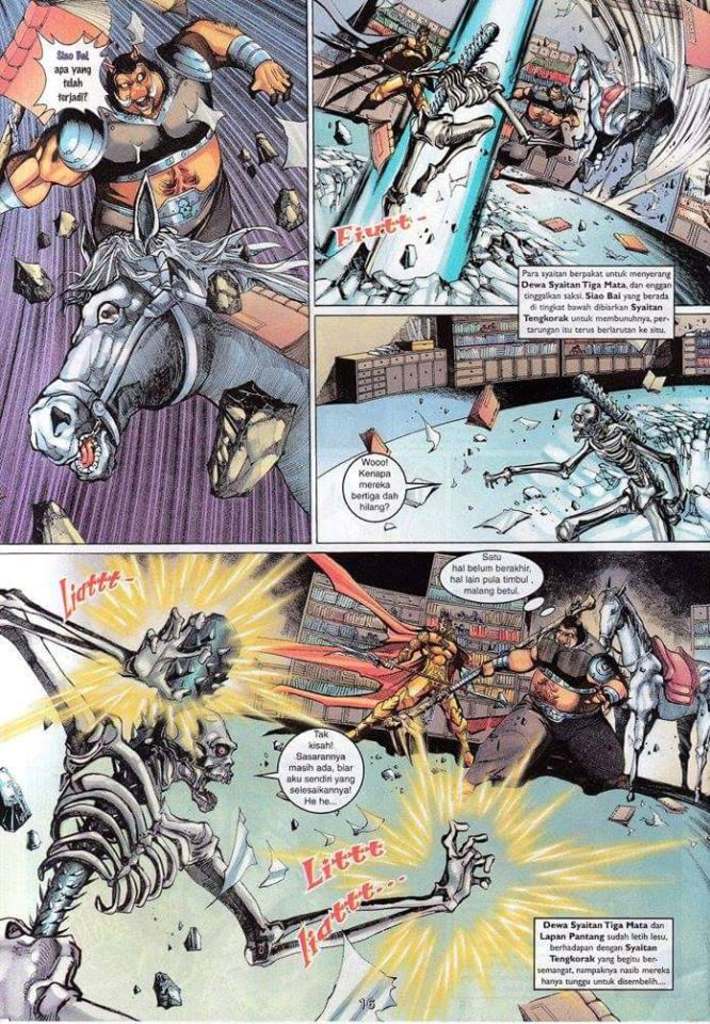 Siao Bai,
apa yang
telah
terjadi?
Fiutt-
Para syaitan berpakat untuk menyerang
Dewa Syaitan Tiga Mata, dan enggan
tinggalkan saksi. Siao Bai yang berada
di tingkat bawah dibiarkan Syaitan
Tengkorak untuk membunuhnya, per-
tarungan itu berlarutan ke situ.
Wooo!
Kenapa
mereka
bertiga dah
hilang?
Liattt-
Satu
hal belum berakhir,
hal lain pula timbul,
malang betul.
Tak
kisah!
Sasarannya
masih ada, biar
aku sendiri yang
selesaikannya!
He he...
Littt
liattt...
Dewa Syaitan Tiga Mata dan
Lapan Pantang sudah letih lesu,
berhadapan dengan Syaitan
Tengkorak yang begitu ber-
semangat, nampaknya nasib mereka
hanya tunggu untuk disembelih....
16